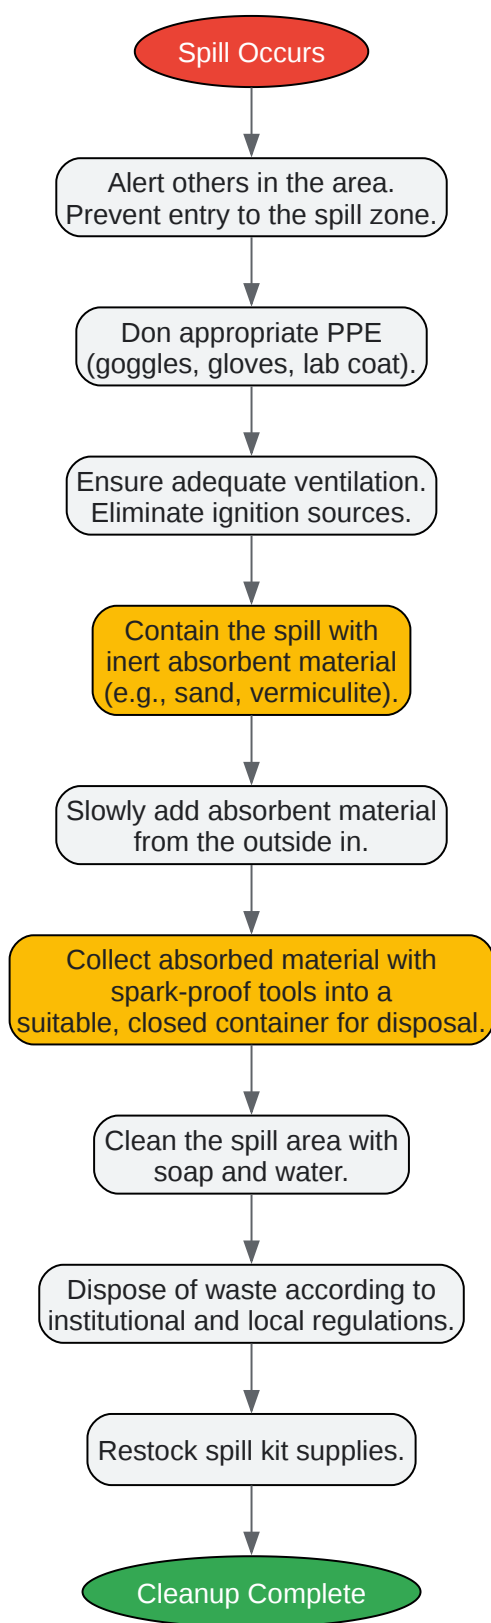 Spill Occurs
Alert others in the area.
Prevent entry to the spill zone.
Don appropriate PPE
(goggles, gloves, lab coat).
Ensure adequate ventilation.
Eliminate ignition sources.
Contain the spill with
inert absorbent material
(e.g., sand, vermiculite).
Slowly add absorbent material
from the outside in.
Collect absorbed material with
spark-proof tools into a
suitable, closed container for disposal.
Clean the spill area with
soap and water.
Dispose of waste according to
institutional and local regulations.
Restock spill kit supplies.
Cleanup Complete